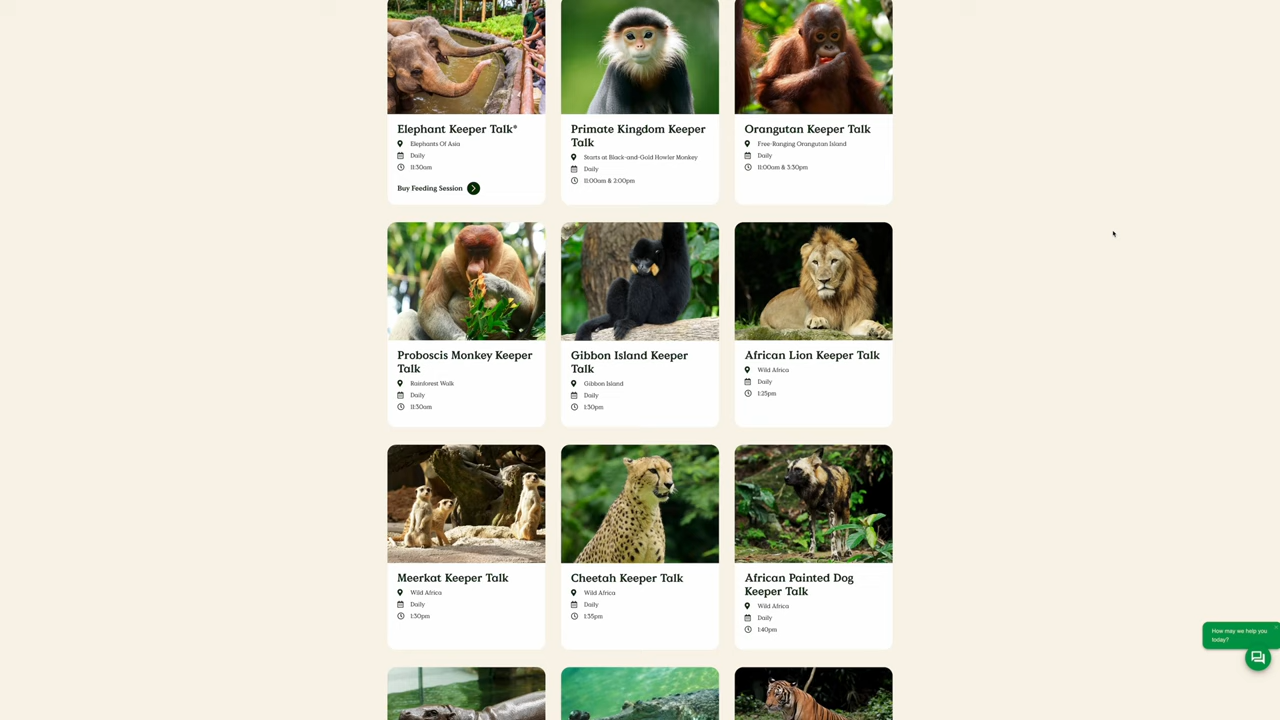 Elephant Keeper Talk*
Elephants Of Asia
Daily
11:30am
Buy Feeding Session
Primate Kingdom Keeper
Talk
Starts at Black-and-Gold Howler Monkey
Daily
11:00am & 2:00pm
Orangutan Keeper Talk
Free-Ranging Orangutan Island
Daily
11:00am & 3:30pm
Proboscis Monkey Keeper
Talk
Rainforest Walk
Daily
11:30am
Gibbon Island Keeper
Talk
Gibbon Island
Daily
1:30pm
African Lion Keeper Talk
Wild Africa
Daily
1:25pm
Meerkat Keeper Talk
Wild Africa
Daily
1:30pm
Cheetah Keeper Talk
Wild Africa
Daily
1:35pm
African Painted Dog
Keeper Talk
Wild Africa
Daily
1:40pm
How may we help you
today?